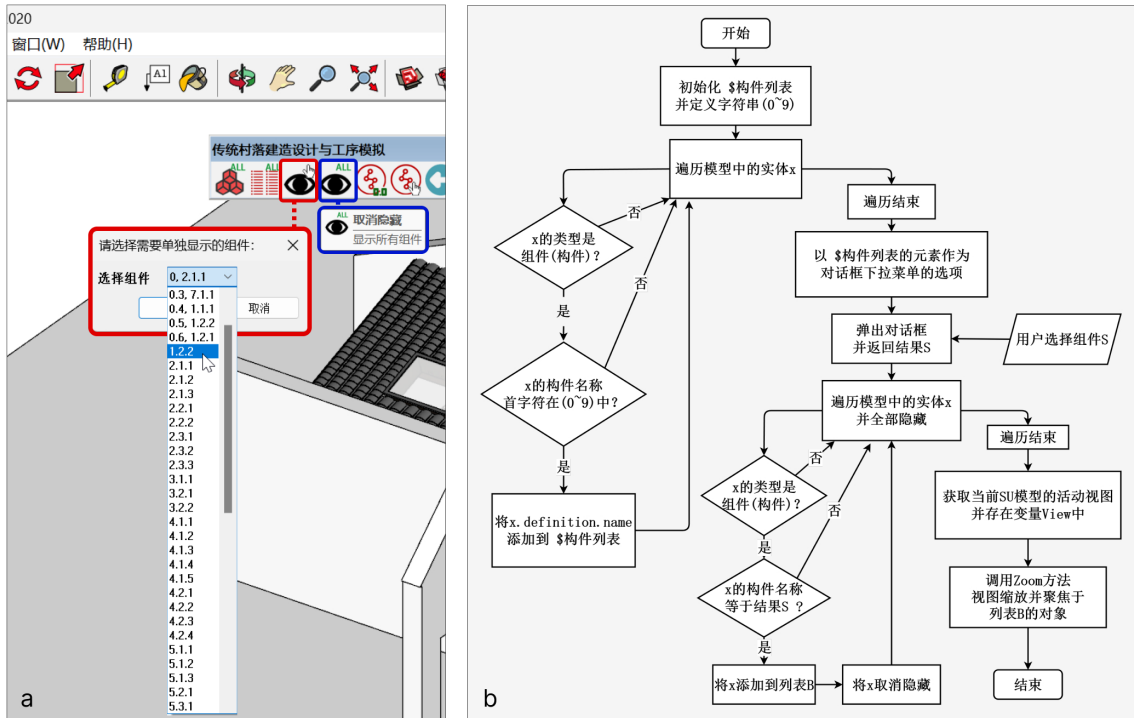 020
窗口(W) 帮助(H)
A1
传统村落建造设计与工序模拟
ALL ALL ALL
ALL 取消隐藏
显示所有组件
请选择需要单独显示的组件:
选择组件 0, 2.1.1
取消
0.3, 7.1.1
0.4, 1.1.1
0.5, 1.2.2
0.6, 1.2.1
1.2.2
2.1.1
2.1.2
2.1.3
2.2.1
2.2.2
2.3.1
2.3.2
2.3.3
3.1.1
3.2.1
3.2.2
4.1.1
4.1.2
4.1.3
4.1.4
4.1.5
4.2.1
4.2.2
4.2.3
4.2.4
5.1.1
5.1.2
5.1.3
5.2.1
5.3.1
a
开始
初始化 $构件列表
并定义字符串(0~9)
遍历模型中的实体x
否
x的类型是
组件(构件)?
否
是
x的构件名称
首字符在(0~9)中?
是
将x.definition.name
添加到 $构件列表
遍历结束
以 $构件列表的元素作为
对话框下拉菜单的选项
弹出对话框
并返回结果S
用户选择组件S
遍历模型中的实体x
并全部隐藏
否
x的类型是
组件(构件)?
否
是
x的构件名称
等于结果S ?
是
将x添加到列表B
将x取消隐藏
遍历结束
获取当前SU模型的活动视图
并存在变量View中
调用Zoom方法
视图缩放并聚焦于
列表B的对象
结束
b